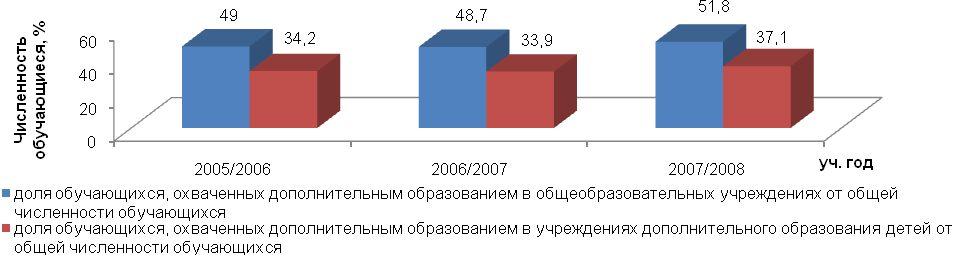 49
48,7
51,8
34,2
33,9
37,1
Численность
обучающиеся, %
60
40
20
0
2005/2006
2006/2007
2007/2008
уч. год
доля обучающихся, охваченных дополнительным образованием в общеобразовательных учреждениях от общей
численности обучающихся
доля обучающихся, охваченных дополнительным образованием в учреждениях дополнительного образования детей от
общей численности обучающихся